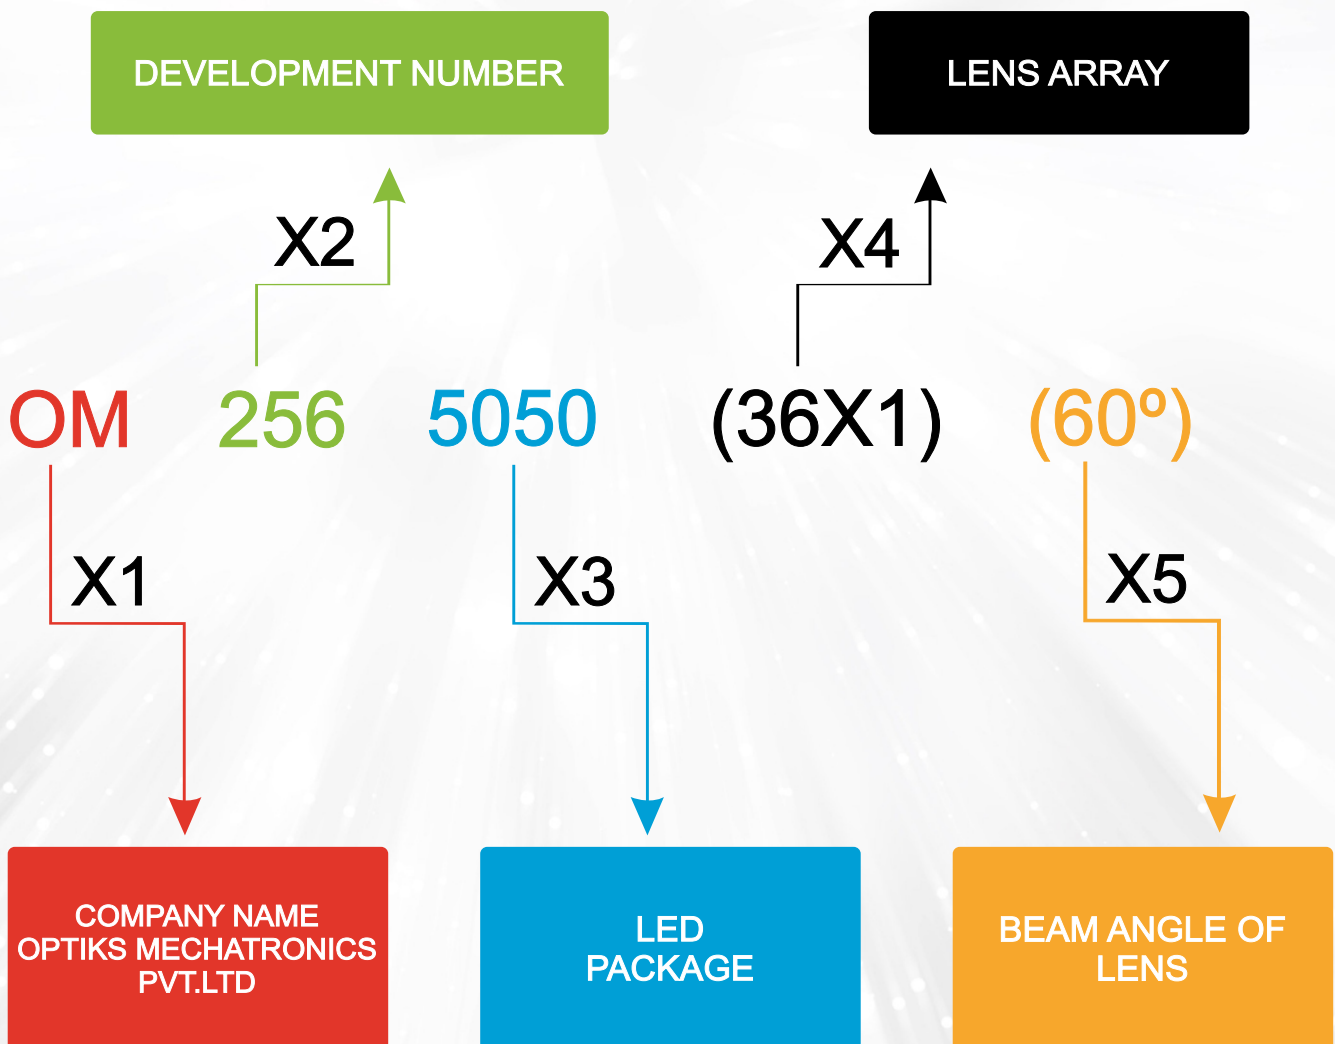 DEVELOPMENT NUMBER
LENS ARRAY
X2
X4
OM 256 5050 (36X1) (60º)
X1
X3
X5
COMPANY NAME
OPTIKS MECHATRONICS
PVT.LTD
LED
PACKAGE
BEAM ANGLE OF
LENS